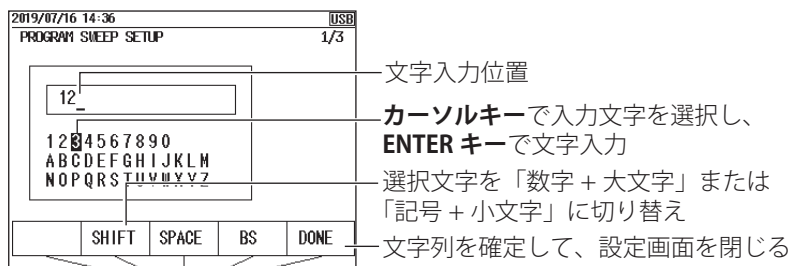 2019/07/16 14:36 USB
PROGRAM SWEEP SETUP 1/3
12_
1234567890
ABCDEFGHIJKLM
NOPQRSTUVWXYZ
SHIFT SPACE BS DONE
文字入力位置
カーソルキーで入力文字を選択し、
ENTER キーで文字入力
選択文字を「数字 + 大文字」または
「記号 + 小文字」に切り替え
文字列を確定して、設定画面を閉じる